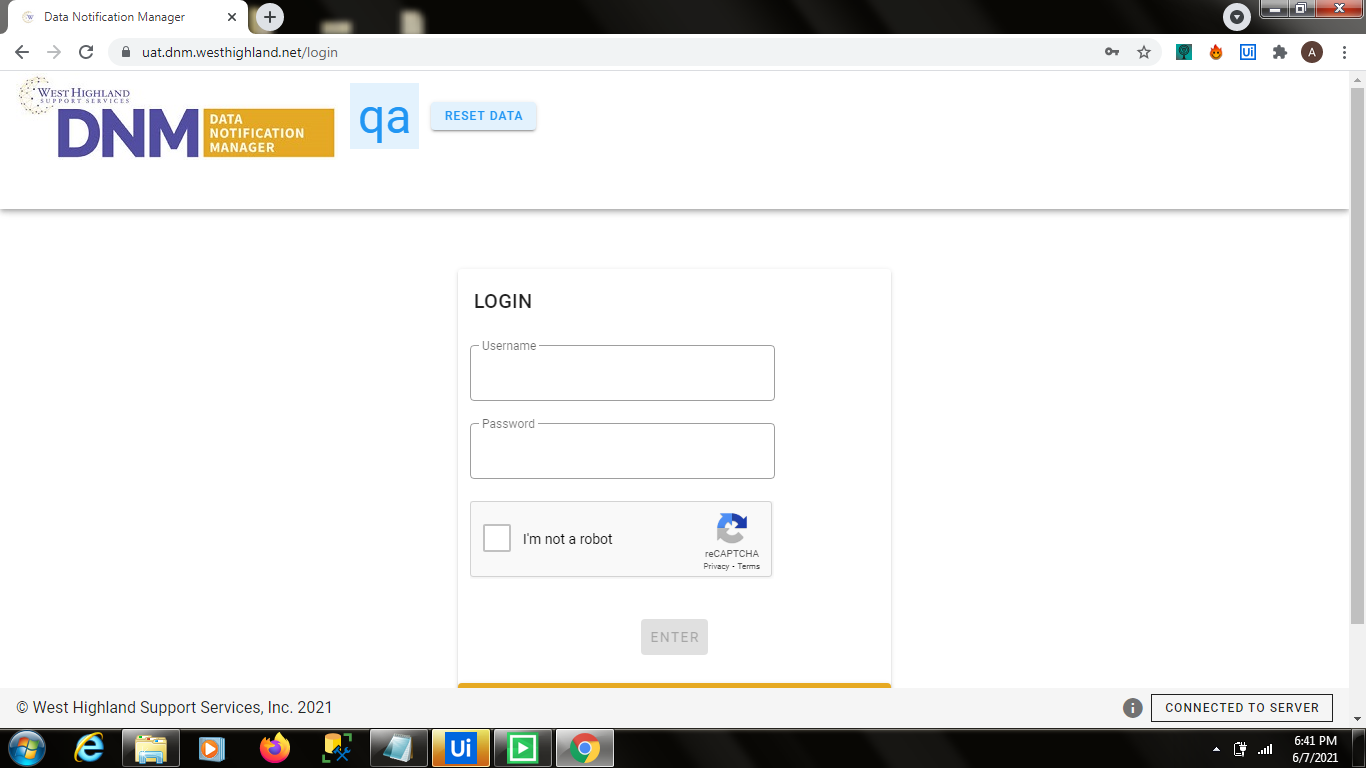 Data Notification Manager
uat.dnm.westhighland.net/login
Ui
A
WEST HIGHLAND
SUPPORT SERVICES
DNM
DATA
NOTIFICATION
MANAGER
qa
RESET DATA
LOGIN
Username
Password
I'm not a robot
reCAPTCHA
Privacy - Terms
ENTER
© West Highland Support Services, Inc. 2021
CONNECTED TO SERVER
Ui
6:41 PM
6/7/2021